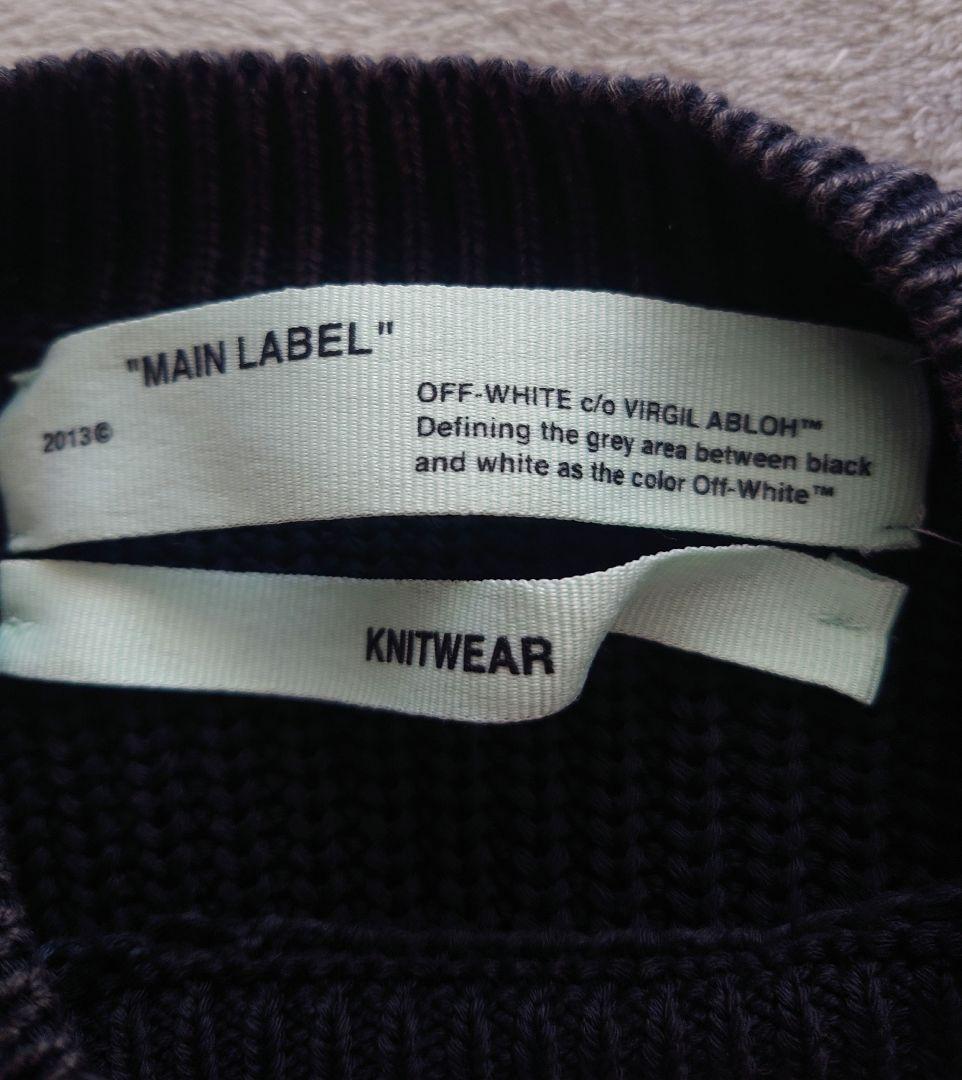 "MAIN LABEL"
2013©
OFF-WHITE c/o VIRGIL ABLOH™
Defining the grey area between black
and white as the color Off-White™
KNITWEAR